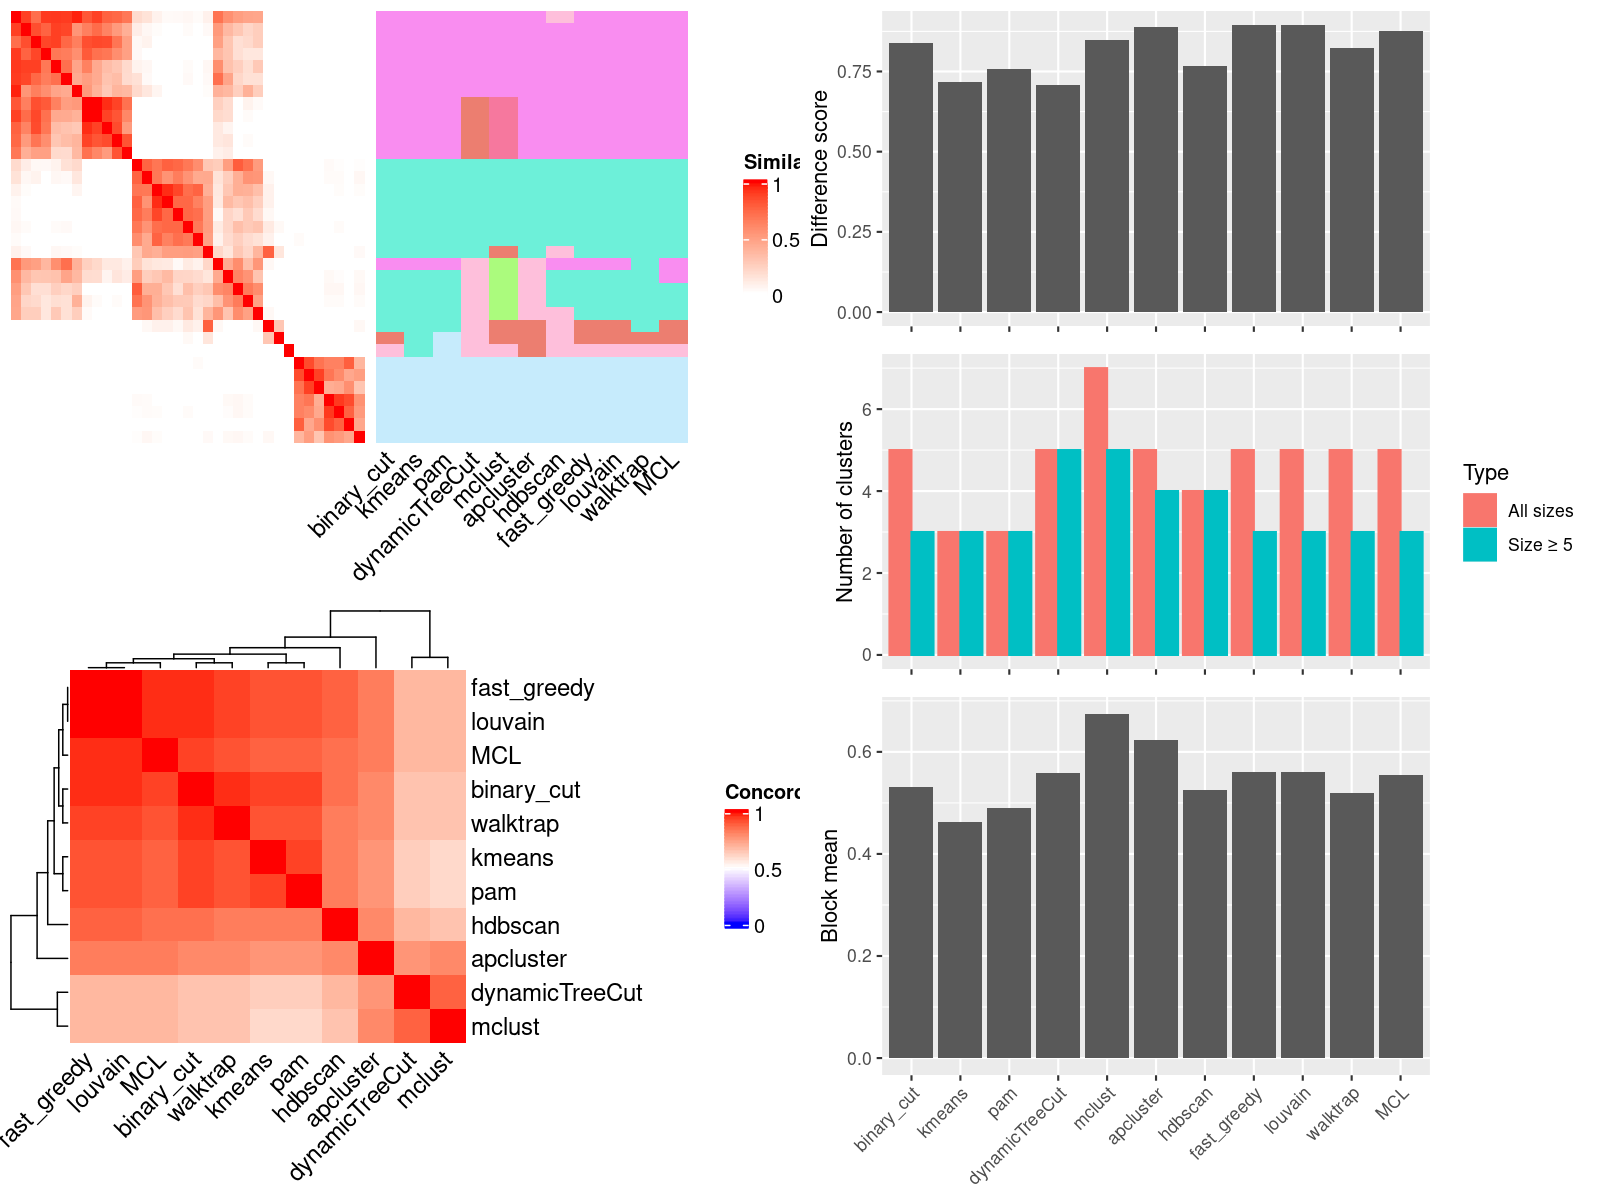 Simila
1
0.5
0
binary_cut
kmeans
pam
dynamicTreeCut
mclust
apcluster
hdbscan
fast_greedy
louvain
walktrap
MCL
fast_greedy
louvain
MCL
binary_cut
walktrap
kmeans
pam
hdbscan
apcluster
dynamicTreeCut
mclust
fast_greedy
louvain
MCL
binary_cut
walktrap
kmeans
pam
hdbscan
apcluster
dynamicTreeCut
mclust
Concord
1
0.5
0
Difference score
0.75
0.50
0.25
0.00
Number of clusters
6
4
2
0
Type
All sizes
Size ≥ 5
Block mean
0.6
0.4
0.2
0.0
binary_cut
kmeans
pam
dynamicTreeCut
mclust
apcluster
hdbscan
fast_greedy
louvain
walktrap
MCL